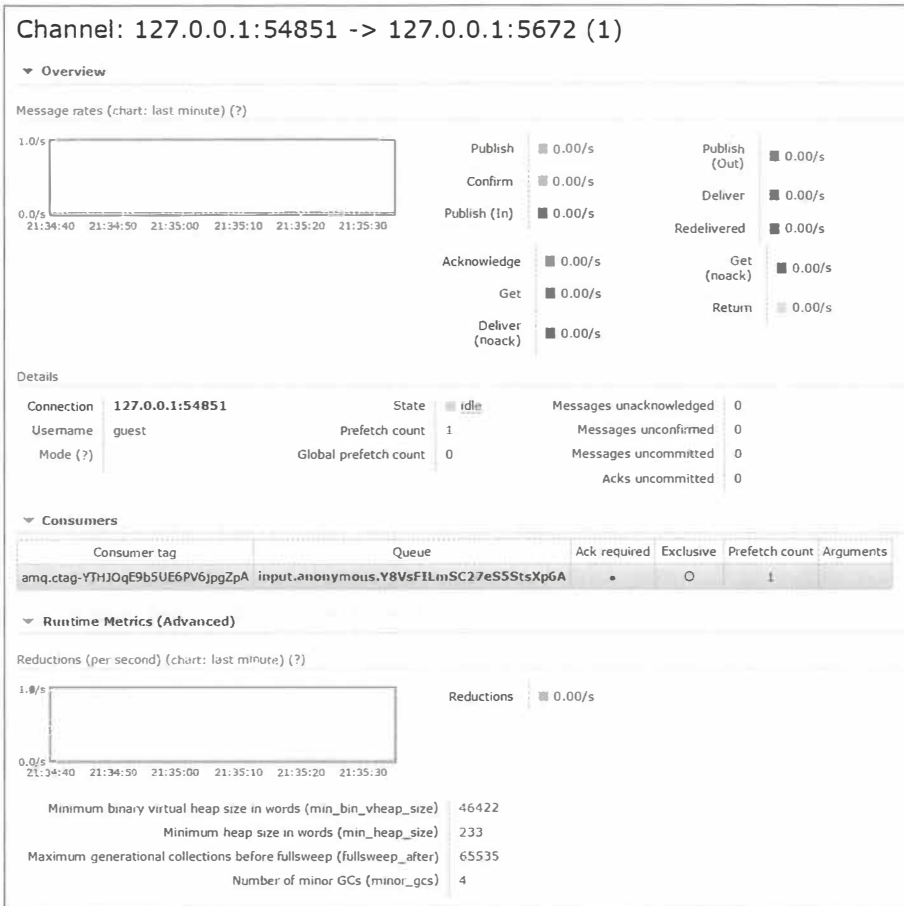 Channel: 127.0.0.1:54851 -> 127.0.0.1:5672 (1)
Overview
Message rates (chart: last minute) (?)
1.0/s
0.0/s
21:34:40 21:34:50 21:35:00 21:35:10 21:35:20 21:35:30
Publish 0.00/s
Confirm 0.00/s
Publish (In) 0.00/s
Acknowledge 0.00/s
Get 0.00/s
Deliver
(noack) 0.00/s
Publish
(Out) 0.00/s
Deliver 0.00/s
Redelivered 0.00/s
Get
(noack) 0.00/s
Return 0.00/s
Details
Connection 127.0.0.1:54851
Username guest
Mode (?)
State idle
Prefetch count 1
Global prefetch count 0
Messages unacknowledged 0
Messages unconfirmed 0
Messages uncommitted 0
Acks uncommitted 0
Consumers
Consumer tag Queue Ack required Exclusive Prefetch count Arguments
amq.ctag-YTHJOqE9b5UE6PV6jpgZpA input.anonymous.Y8VsFILmSC27eS5StsXp6A ● ○ 1
Runtime Metrics (Advanced)
Reductions (per second) (chart: last minute) (?)
1.0/s
0.0/s
21:34:40 21:34:50 21:35:00 21:35:10 21:35:20 21:35:30
Reductions 0.00/s
Minimum binary virtual heap size in words (min_bin_vheap_size) 46422
Minimum heap size in words (min_heap_size) 233
Maximum generational collections before fullsweep (fullsweep_after) 65535
Number of minor GCs (minor_gcs) 4